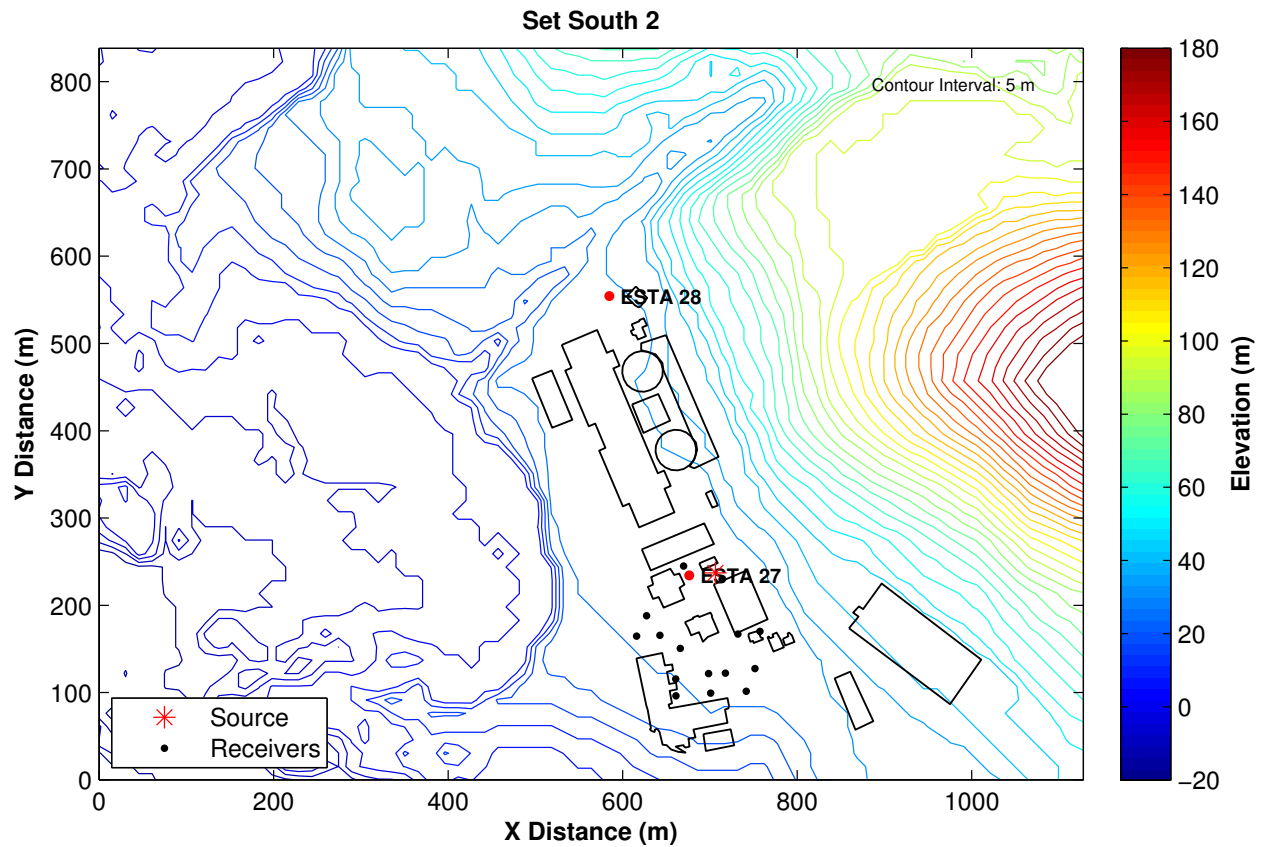 Set South 2
Contour Interval: 5 m
ESTA 28
ESTA 27
Source
Receivers
0
100
200
300
400
500
600
700
800
Y Distance (m)
0
200
400
600
800
1000
X Distance (m)
180
160
140
120
100
80
60
40
20
0
−20
Elevation (m)